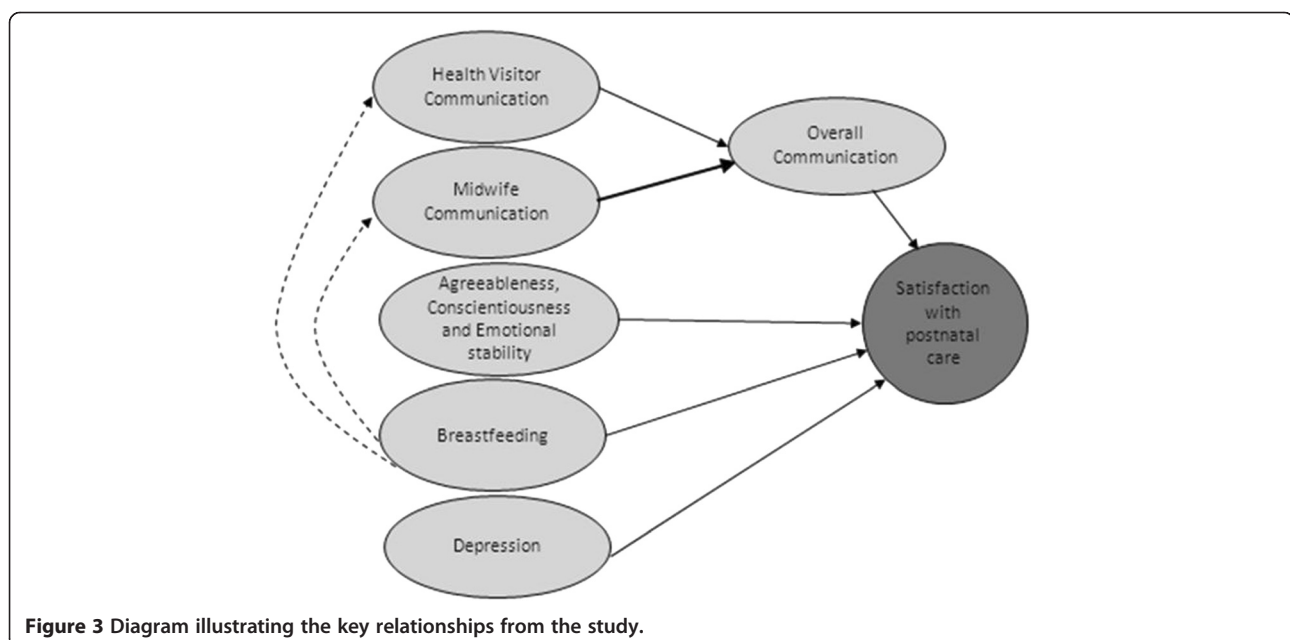 Health Visitor
Communication
Overall
Communication
Midwife
Communication
Agreeableness,
Conscientiousness
and Emotional
stability
Satisfaction
with
postnatal
care
Breastfeeding
Depression
Figure 3 Diagram illustrating the key relationships from the study.